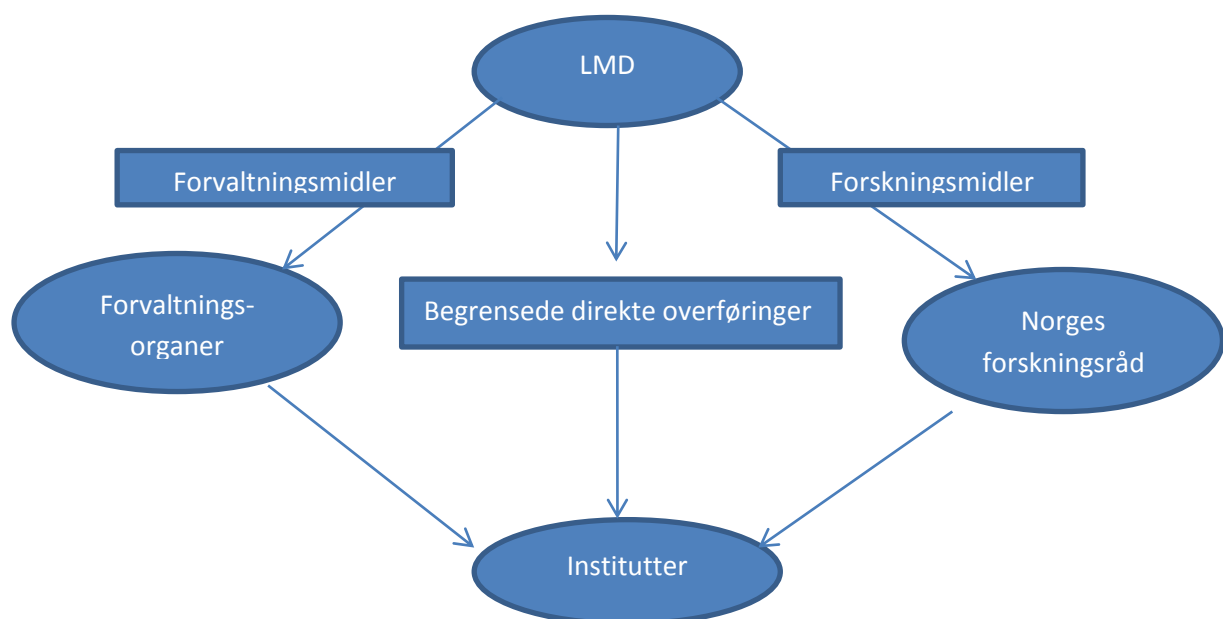 LMD
Forvaltningsmidler
Forskningsmidler
Forvaltnings-
organer
Begrensede direkte overføringer
Norges
forskningsråd
Institutter